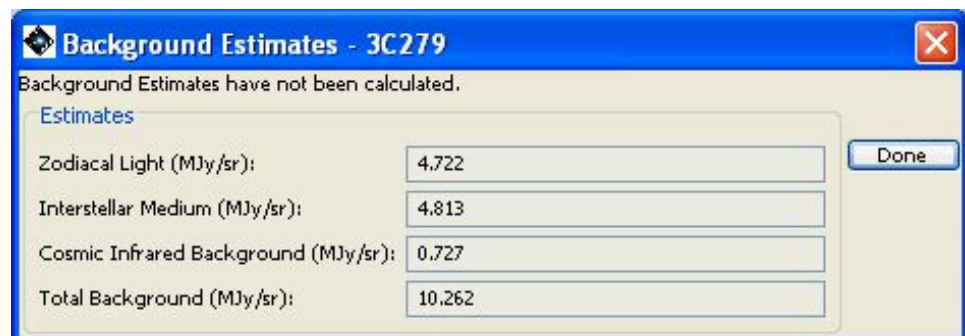 Background Estimates - 3C279
Background Estimates have not been calculated.
Estimates
Zodiacal Light (MJy/sr): 4.722
Done
Interstellar Medium (MJy/sr): 4.813
Cosmic Infrared Background (MJy/sr): 0.727
Total Background (MJy/sr): 10.262